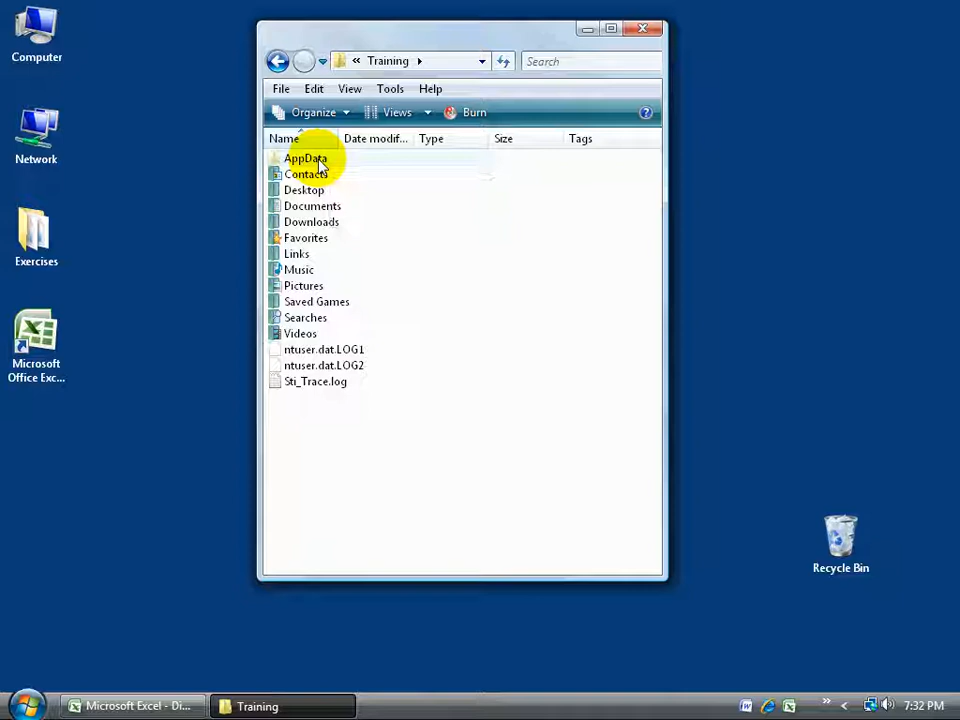 Computer
Network
Exercises
Microsoft
Office Exc...
« Training
Search
File Edit View Tools Help
Organize Views Burn
Name Date modif... Type Size Tags
AppData
Contacts
Desktop
Documents
Downloads
Favorites
Links
Music
Pictures
Saved Games
Searches
Videos
ntuser.dat.LOG1
ntuser.dat.LOG2
Sti_Trace.log
Recycle Bin
Microsoft Excel - Di...
Training
» < 7:32 PM